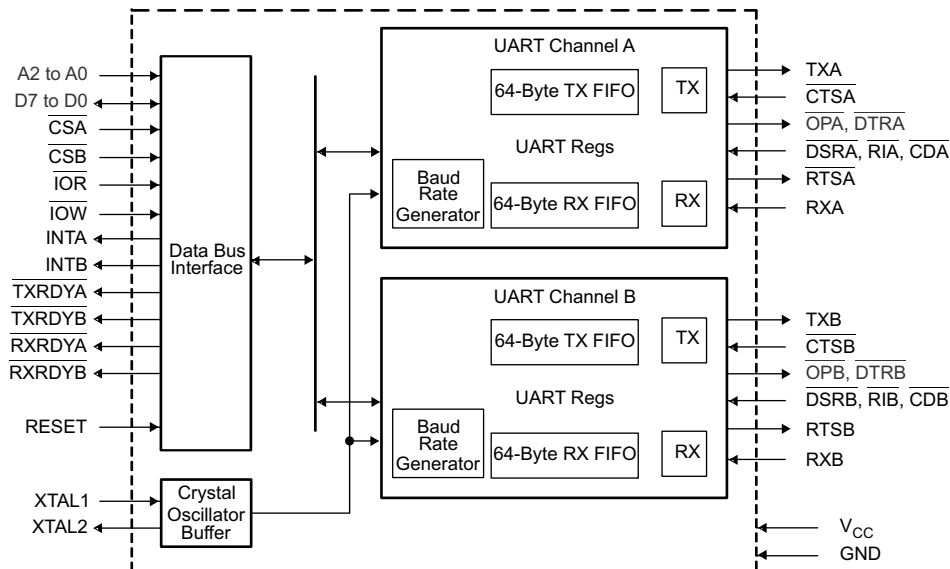 A2 to A0
D7 to D0
CSA
CSB
IOR
IOW
INTA
INTB
TXRDYA
TXRDYB
RXRDYA
RXRDYB
RESET
XTAL1
XTAL2
Data Bus
Interface
Crystal
Oscillator
Buffer
UART Channel A
64-Byte TX FIFO
TX
UART Regs
Baud
Rate
Generator
64-Byte RX FIFO
RX
UART Channel B
64-Byte TX FIFO
TX
UART Regs
Baud
Rate
Generator
64-Byte RX FIFO
RX
TXA
CTSA
OPA, DTRA
DSRA, RIA, CDA
RTSA
RXA
TXB
CTSB
OPB, DTRB
DSRB, RIB, CDB
RTSB
RXB
VCC
GND